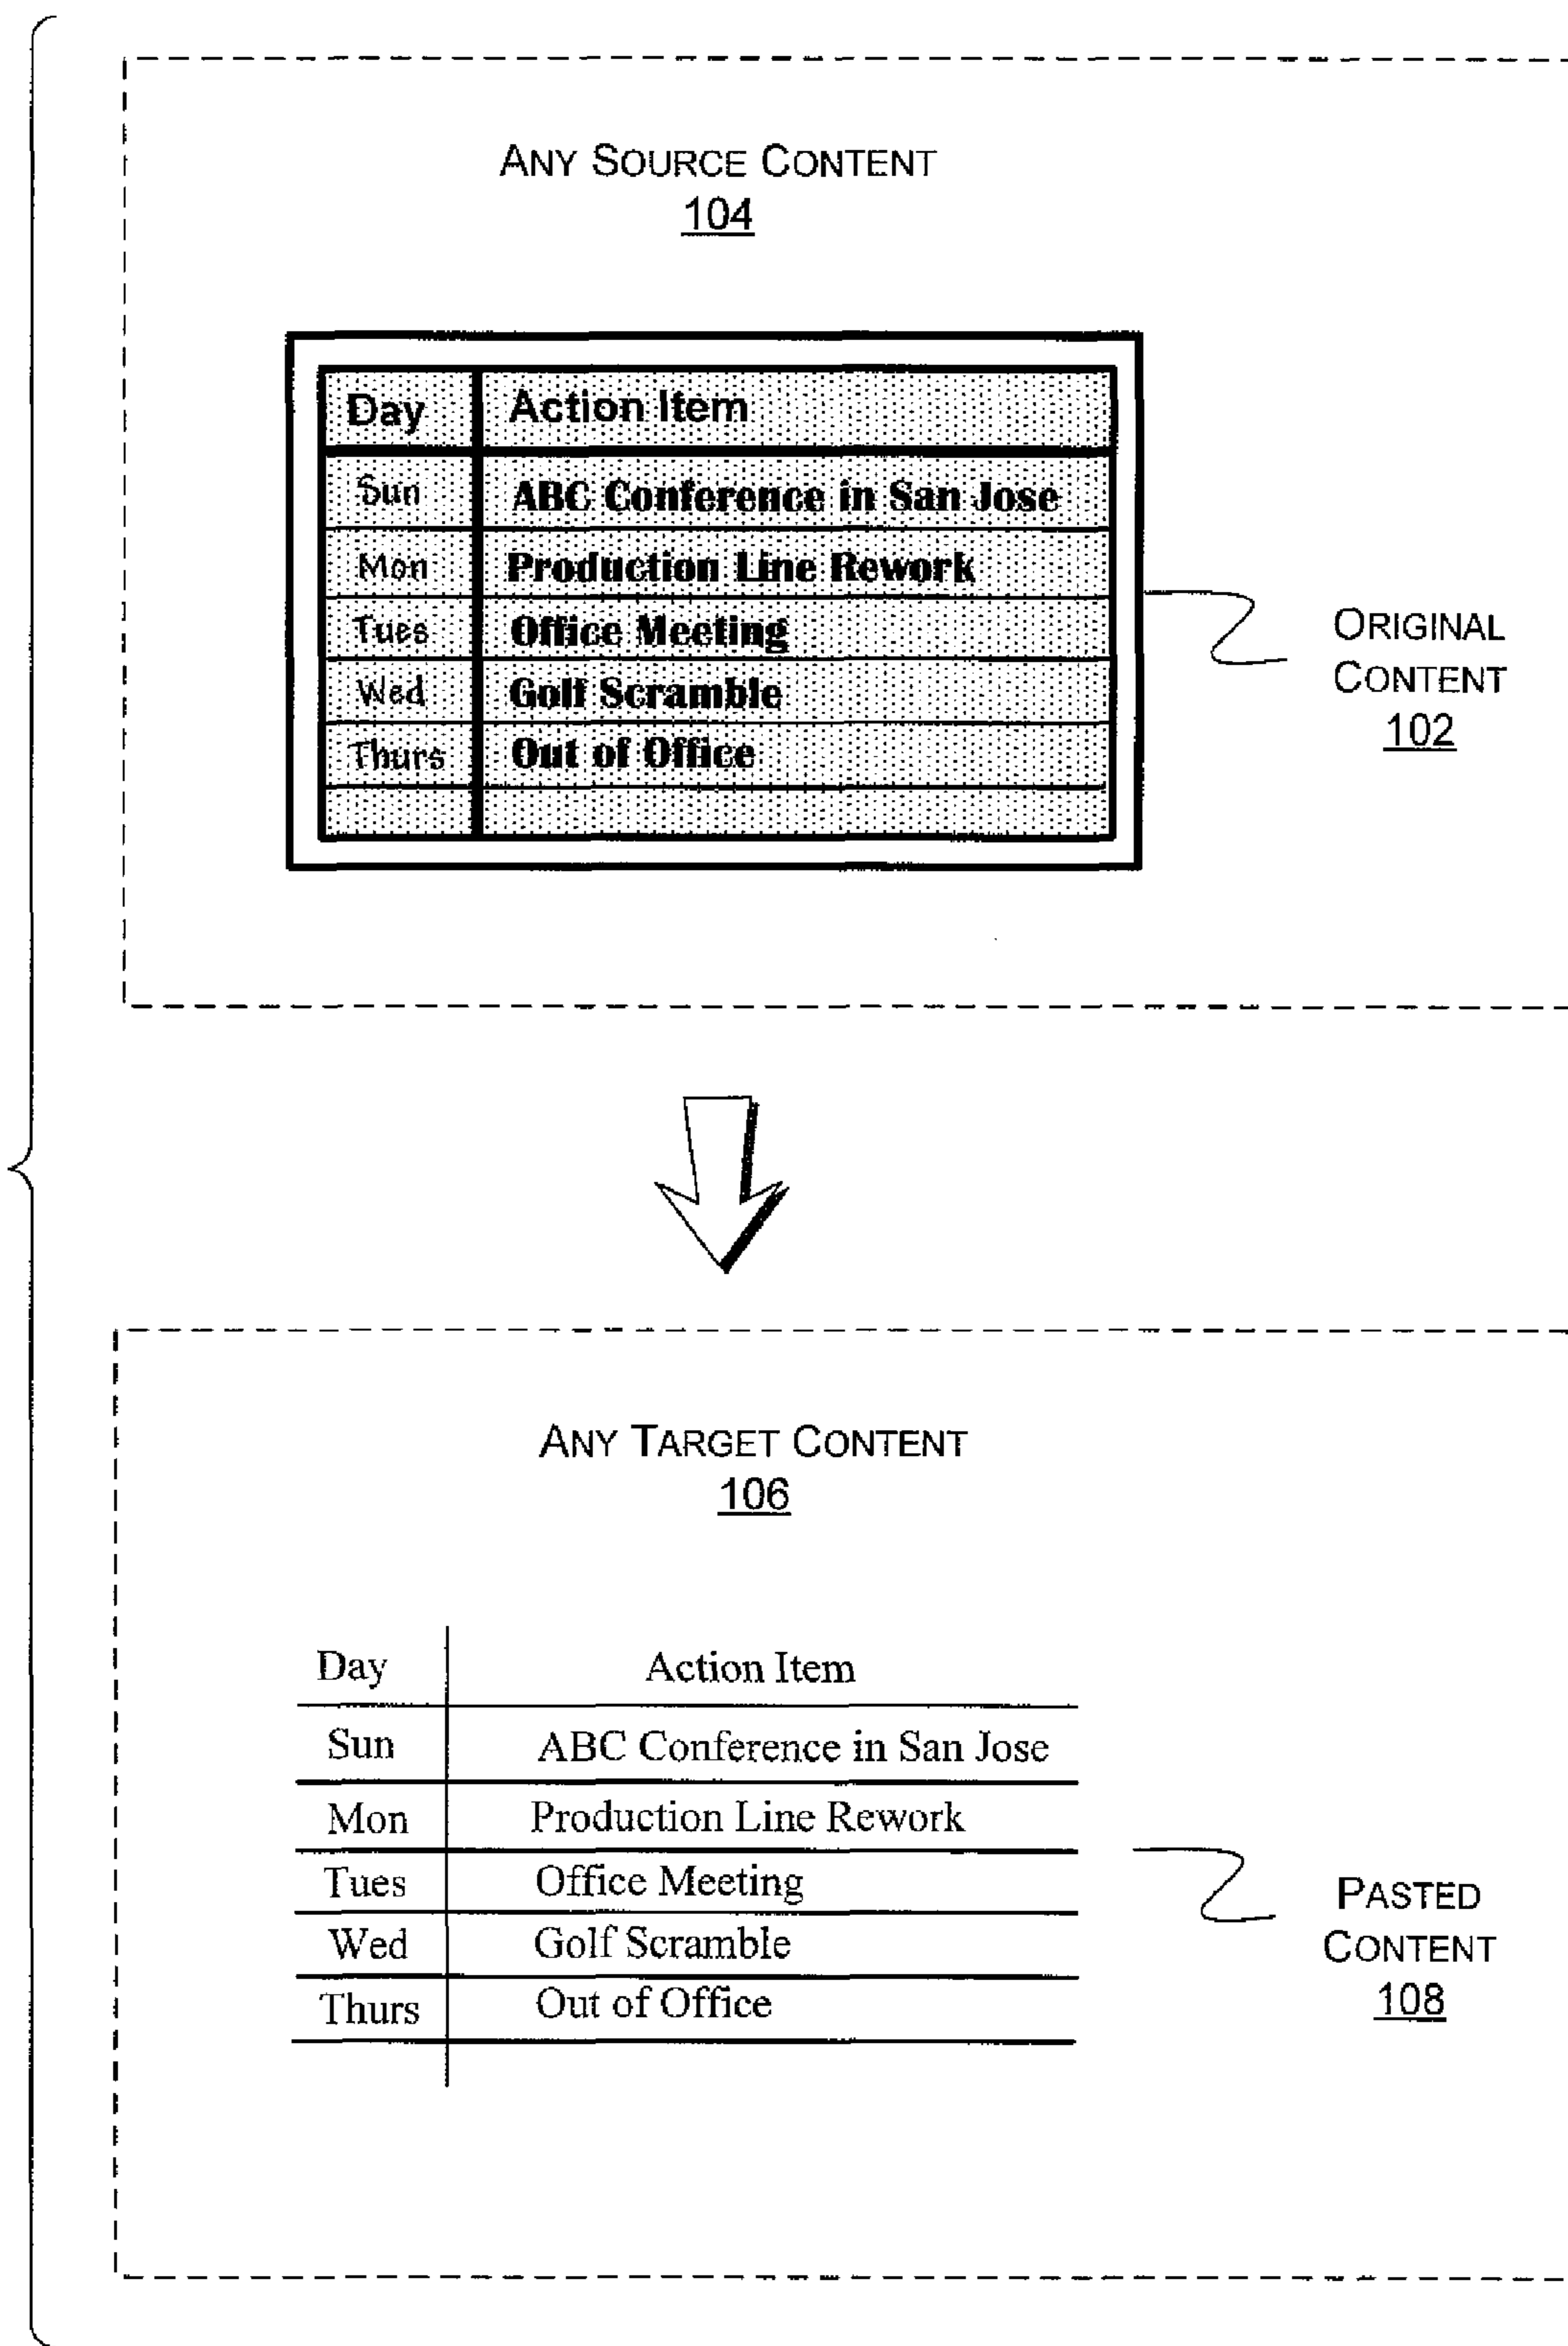 ANY SOURCE CONTENT
104
Day Action Item
Sun ABC Conference in San Jose
Mon Production Line Rework
Tues Office Meeting
Wed Golf Scramble
Thurs Out of Office
ORIGINAL
CONTENT
102
ANY TARGET CONTENT
106
Day Action Item
Sun ABC Conference in San Jose
Mon Production Line Rework
Tues Office Meeting
Wed Golf Scramble
Thurs Out of Office
PASTED
CONTENT
108